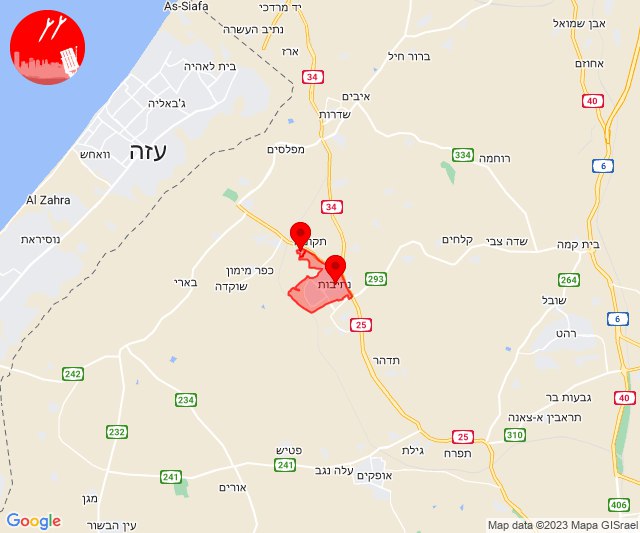 As-Siafa
יד מרדכי
נתיב העשרה
ארז
אבן שמואל
בית לאהיה
ברור חיל
אחוזם
34
ג'באליה
איבים
40
שדרות
עזה
וואחש
מפלסים
334
רוחמה
6
Al Zahra
34
נוסיראת
תקומה
קלחים
שדה צבי
בית קמה
בארי
כפר מימון
שוקדה
נתיבות
293
264
שובל
25
6
רהט
תדהר
242
234
40
גבעות בר
232
25
310
תראבין א-צאנה
פטיש
גילת
תפרח
241
241
עלה נגב
אופקים
מגן
אורים
406
עין הבשור
Google
Map data ©2023 Mapa GISrael